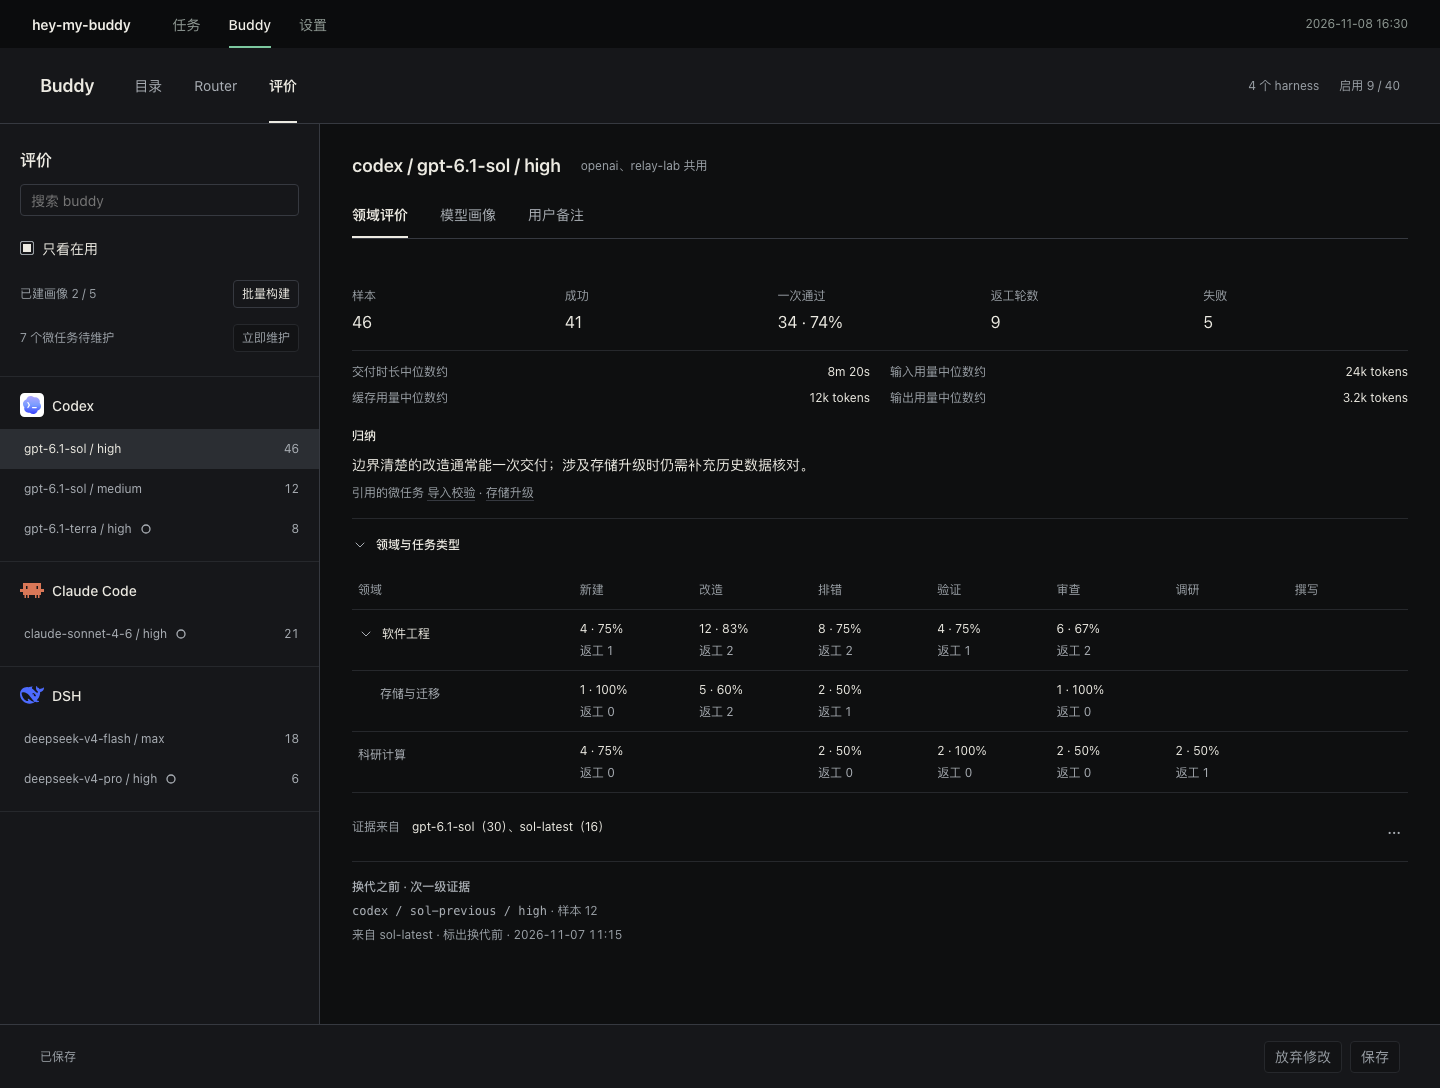 hey-my-buddy 任务 Buddy 设置 2026-11-08 16:30
Buddy 目录 Router 评价 4 个 harness 启用 9 / 40
评价
搜索 buddy
只看在用
已建画像 2 / 5 批量构建
7 个微任务待维护 立即维护
Codex
gpt-6.1-sol / high 46
gpt-6.1-sol / medium 12
gpt-6.1-terra / high 8
Claude Code
claude-sonnet-4-6 / high 21
DSH
deepseek-v4-flash / max 18
deepseek-v4-pro / high 6
codex / gpt-6.1-sol / high openai、relay-lab 共用
领域评价 模型画像 用户备注
样本 成功 一次通过 返工轮数 失败
46 41 34 · 74% 9 5
交付时长中位数约 8m 20s 输入用量中位数约 24k tokens
缓存用量中位数约 12k tokens 输出用量中位数约 3.2k tokens
归纳
边界清楚的改造通常能一次交付；涉及存储升级时仍需补充历史数据核对。
引用的微任务 导入校验 · 存储升级
领域与任务类型
领域 新建 改造 排错 验证 审查 调研 撰写
软件工程 4 · 75% 12 · 83% 8 · 75% 4 · 75% 6 · 67%
返工 1 返工 2 返工 2 返工 1 返工 2
存储与迁移 1 · 100% 5 · 60% 2 · 50% 1 · 100%
返工 0 返工 2 返工 1 返工 0
科研计算 4 · 75% 2 · 50% 2 · 100% 2 · 50% 2 · 50%
返工 0 返工 0 返工 0 返工 0 返工 1
证据来自 gpt-6.1-sol（30）、sol-latest（16） ...
换代之前 · 次一级证据
codex / sol-previous / high · 样本 12
来自 sol-latest · 标出换代前 · 2026-11-07 11:15
已保存 放弃修改 保存